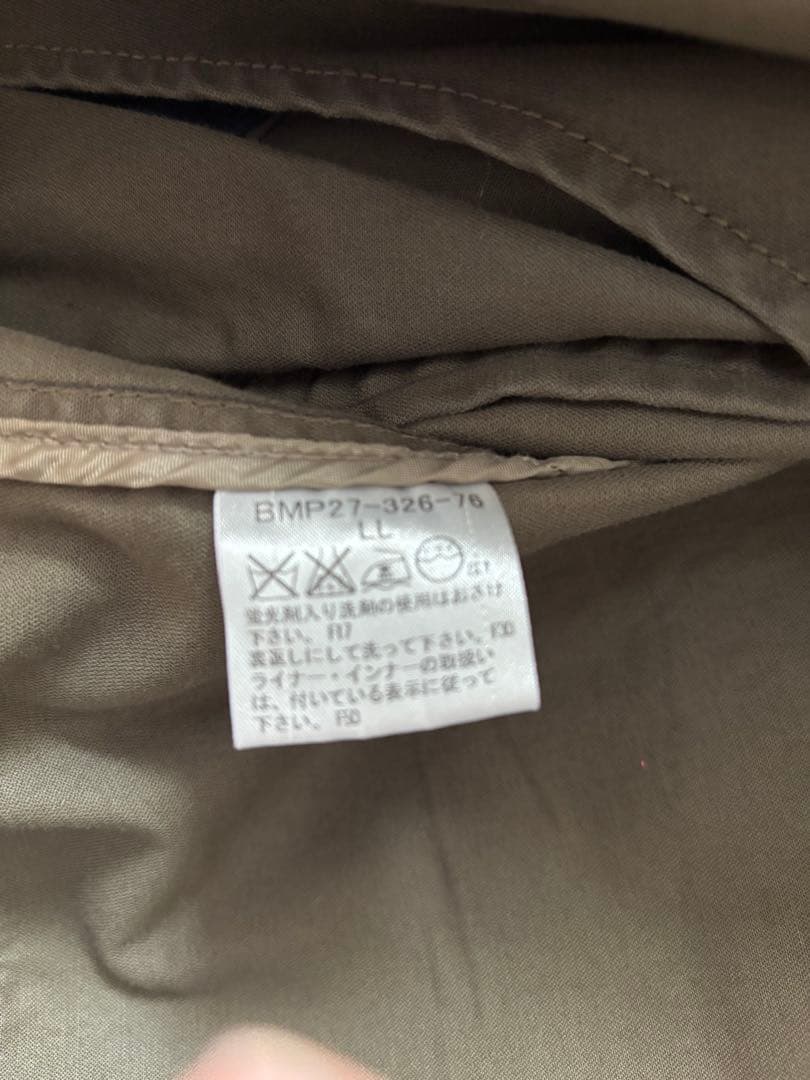 BMP27-326-76
LL
蛍光剤入り洗剤の使用はおさけ
下さい。F17
裏返しにして洗って下さい。F30
ライナー・インナーの取扱い
は、付いている表示に従って
下さい。F50